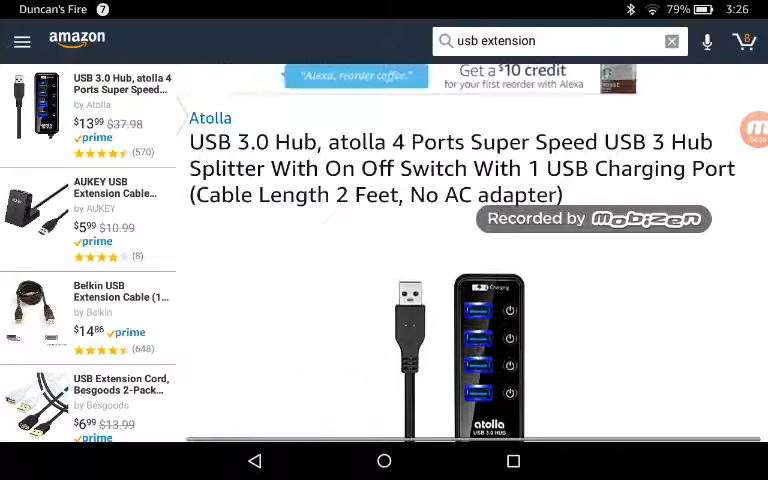 Duncan's Fire 7 79% 3:26
amazon usb extension 8
"Alexa, reorder coffee."
Get a $10 credit
for your first reorder with Alexa
USB 3.0 Hub, atolla 4
Ports Super Speed...
by Atolla
$13.99 $37.98
prime
(570)
AUKEY USB
Extension Cable...
by AUKEY
$5.99 $10.99
prime
(8)
Belkin USB
Extension Cable (1...
by Belkin
$14.86 prime
(648)
USB Extension Cord,
Besgoods 2-Pack...
by Besgoods
$6.99 $13.99
prime
Atolla
USB 3.0 Hub, atolla 4 Ports Super Speed USB 3 Hub
Splitter With On Off Switch With 1 USB Charging Port
(Cable Length 2 Feet, No AC adapter)
Recorded by mobizen
Charging
atolla
USB 3.0 HUB